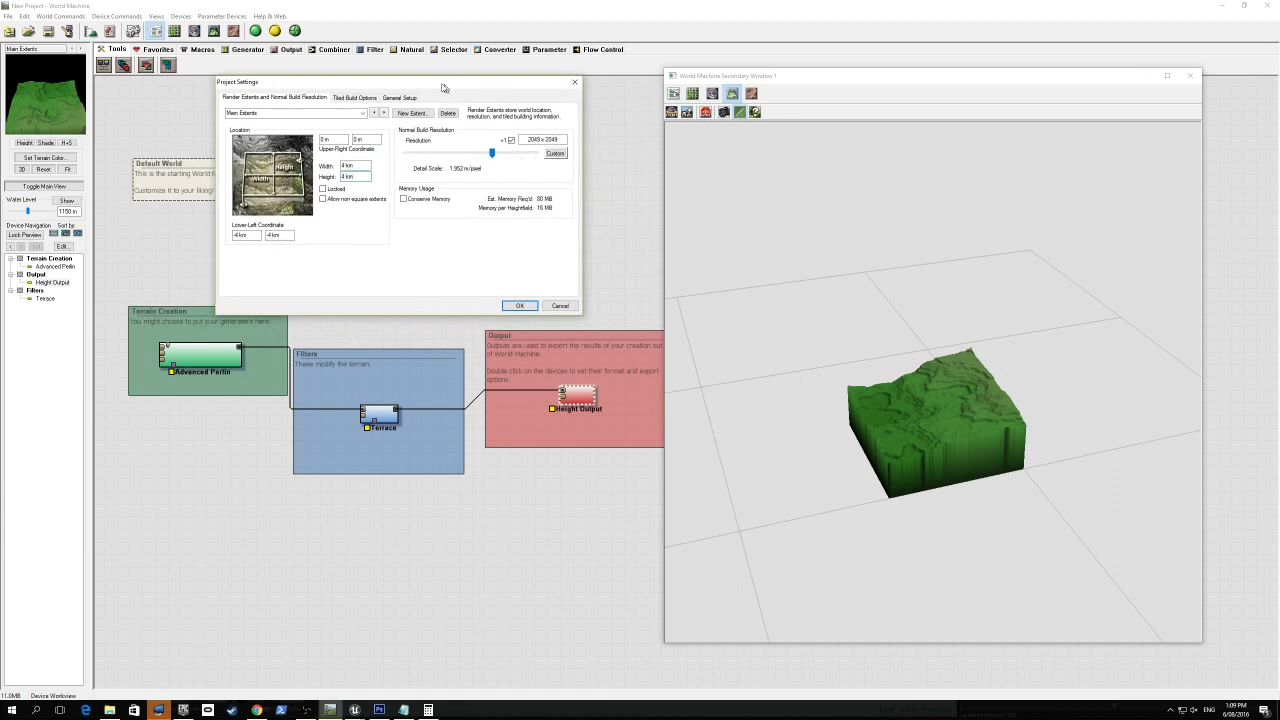 New Project - World Machine
File Edit World Commands Device Commands Views Devices Parameter Devices Help & Web
Main Extents
Tools Favorites Macros Generator Output Combiner Filter Natural Selector Converter Parameter Flow Control
Height Shade H+S
Set Terrain Color...
3D Reset Fit
Toggle Main View
Water Level Show
1150 m
Device Navigation Sort by:
Lock Preview
Edit...
Terrain Creation
Advanced Perlin
Output
Height Output
Filters
Terrace
Default World
This is the starting World f
Customize it to your liking!
Project Settings
Render Extents and Normal Build Resolution Tiled Build Options General Setup
Main Extents New Extent... Delete
Render Extents store world location,
resolution, and tiled building information.
Location
Width Height
0 m 0 m
Upper-Right Coordinate
Width: 4 km
Height: 4 km
Locked
Allow non-square extents
Lower-Left Coordinate
-4 km -4 km
Normal Build Resolution
Resolution +1 2049 x 2049
Custom
Detail Scale: 1.952 m/pixel
Memory Usage
Conserve Memory Est. Memory Req'd: 80 MB
Memory per Heightfield: 16 MB
OK Cancel
World Machine Secondary Window 1
Terrain Creation
You might choose to put your generators here.
Advanced Perlin
Filters
These modify the terrain.
Terrace
Output
Outputs are used to export the results of your creation out
of World Machine.
Double click on the devices to set their format and export
options.
Height Output
11.0MB Device Workview
ENG
1:09 PM
6/08/2016